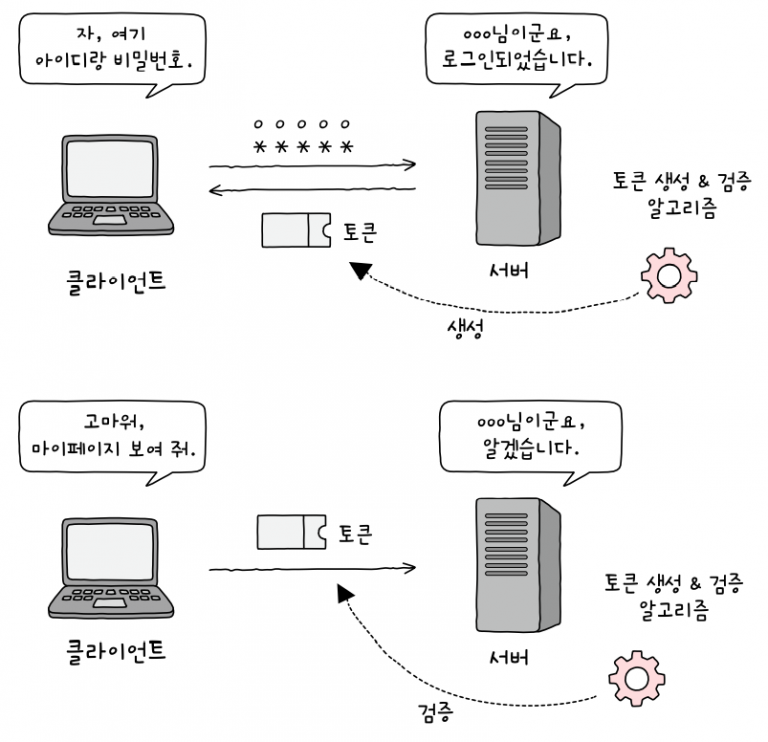 자, 여기
아이디랑 비밀번호.
ooo님이군요,
로그인되었습니다.
o o o o o
* * * * *
토큰
클라이언트
서버
토큰 생성 & 검증
알고리즘
생성
고마워,
마이페이지 보여 줘.
ooo님이군요,
알겠습니다.
토큰
클라이언트
서버
토큰 생성 & 검증
알고리즘
검증